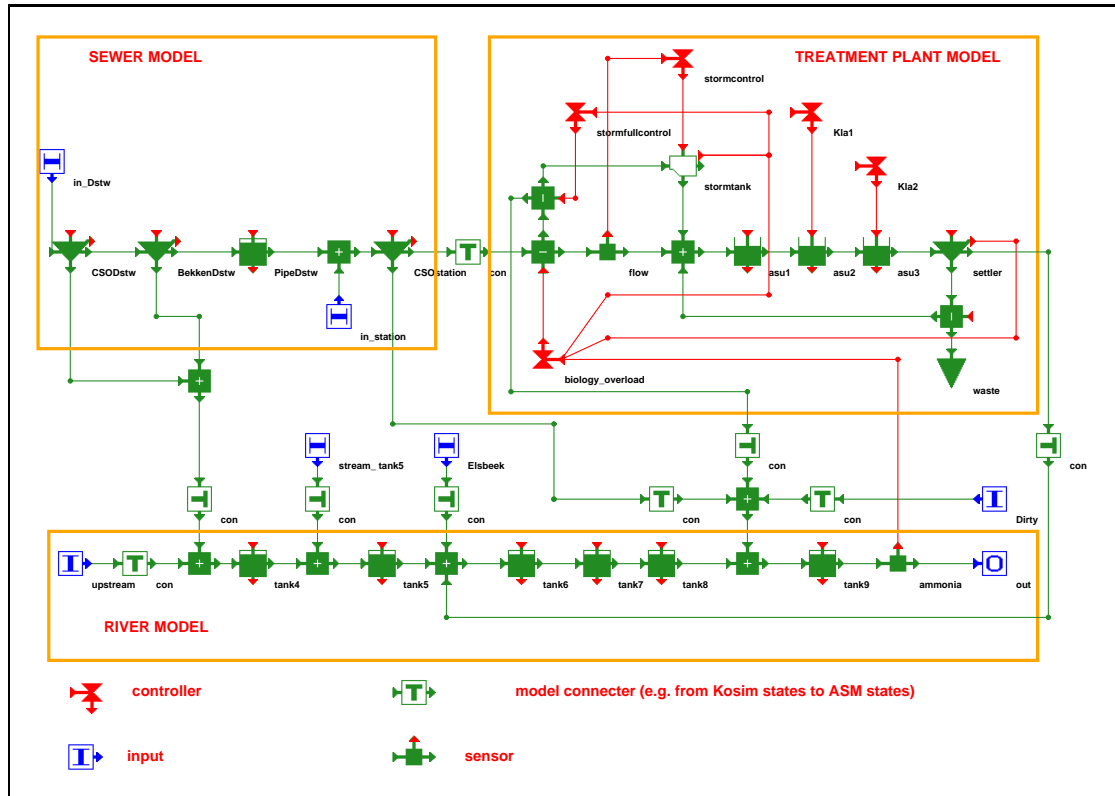 SEWER MODEL
TREATMENT PLANT MODEL
stormcontrol
stormfullcontrol
Kla1
in_Dstw
stormtank
Kla2
CSODstw
BekkenDstw
PipeDstw
CSOstation
con
flow
asu1
asu2
asu3
settler
in_station
biology_overload
waste
stream_ tank5
Elsbeek
con
con
con
con
con
con
con
Dirty
upstream
con
tank4
tank5
tank6
tank7
tank8
tank9
ammonia
out
RIVER MODEL
controller
model connecter (e.g. from Kosim states to ASM states)
input
sensor